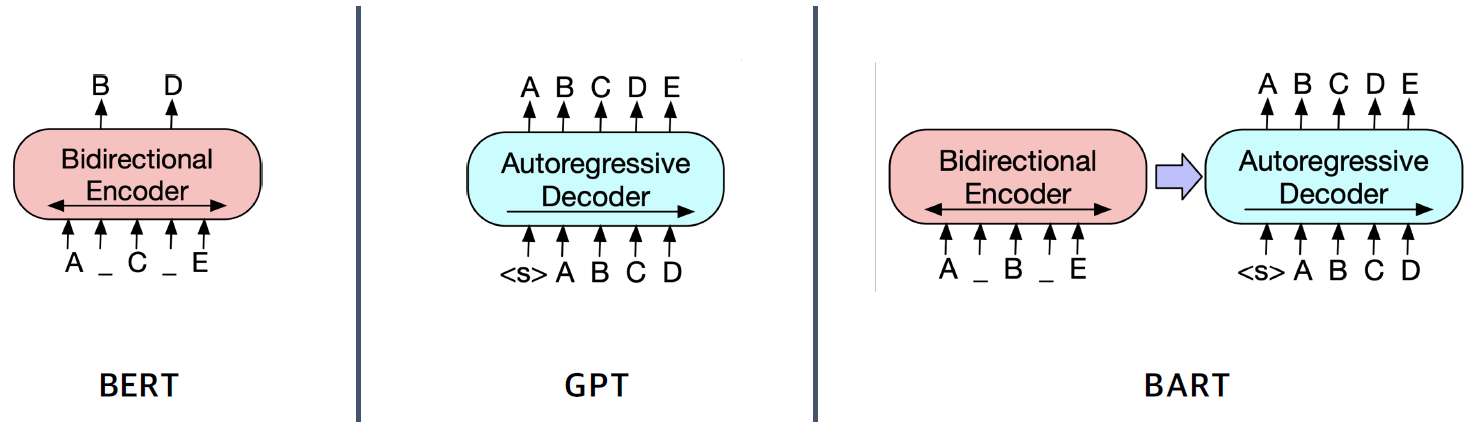 B D
Bidirectional
Encoder
A _ C _ E
BERT
A B C D E
Autoregressive
Decoder
<s> A B C D
GPT
Bidirectional
Encoder
A _ B _ E
A B C D E
Autoregressive
Decoder
<s> A B C D
BART